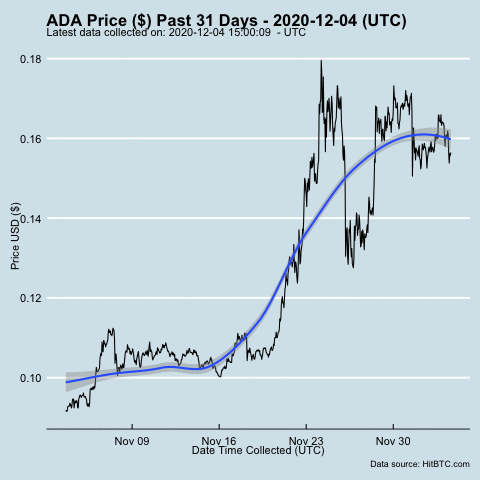 ADA Price ($) Past 31 Days - 2020-12-04 (UTC)
Latest data collected on: 2020-12-04 15:00:09 - UTC
0.18
0.16
0.14
0.12
0.10
Price USD ($)
Nov 09
Nov 16
Nov 23
Nov 30
Date Time Collected (UTC)
Data source: HitBTC.com